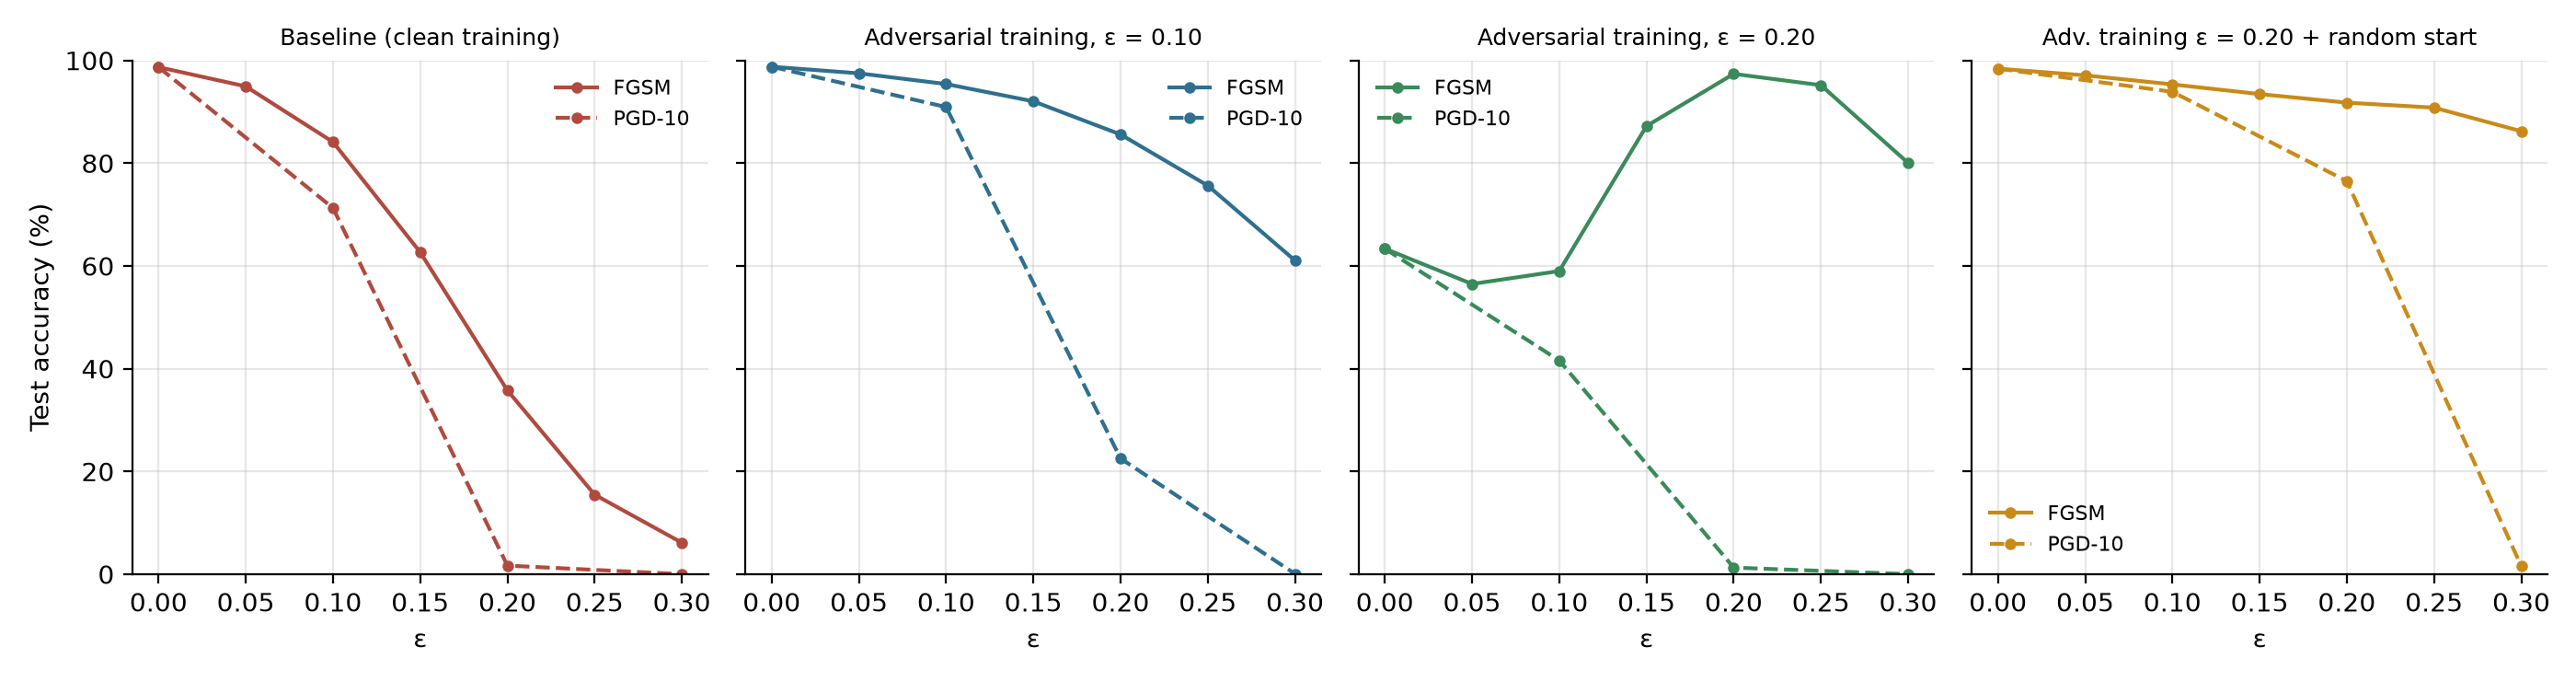 Baseline (clean training)
Adversarial training, ε = 0.10
Adversarial training, ε = 0.20
Adv. training ε = 0.20 + random start
Test accuracy (%)
100
80
60
40
20
0
FGSM
PGD-10
FGSM
PGD-10
FGSM
PGD-10
FGSM
PGD-10
0.00 0.05 0.10 0.15 0.20 0.25 0.30
0.00 0.05 0.10 0.15 0.20 0.25 0.30
0.00 0.05 0.10 0.15 0.20 0.25 0.30
0.00 0.05 0.10 0.15 0.20 0.25 0.30
ε
ε
ε
ε